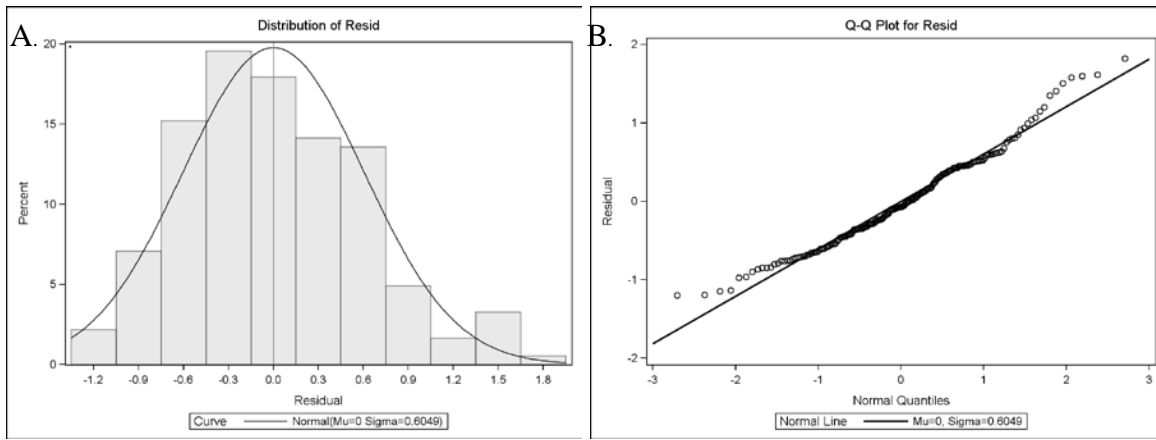 A.
Distribution of Resid
20
15
10
5
0
Percent
-1.2 -0.9 -0.6 -0.3 0.0 0.3 0.6 0.9 1.2 1.5 1.8
Residual
Curve Normal(Mu=0 Sigma=0.6049)
B.
Q-Q Plot for Resid
2
1
0
-1
-2
Residual
-3 -2 -1 0 1 2 3
Normal Quantiles
Normal Line Mu=0, Sigma=0.6049